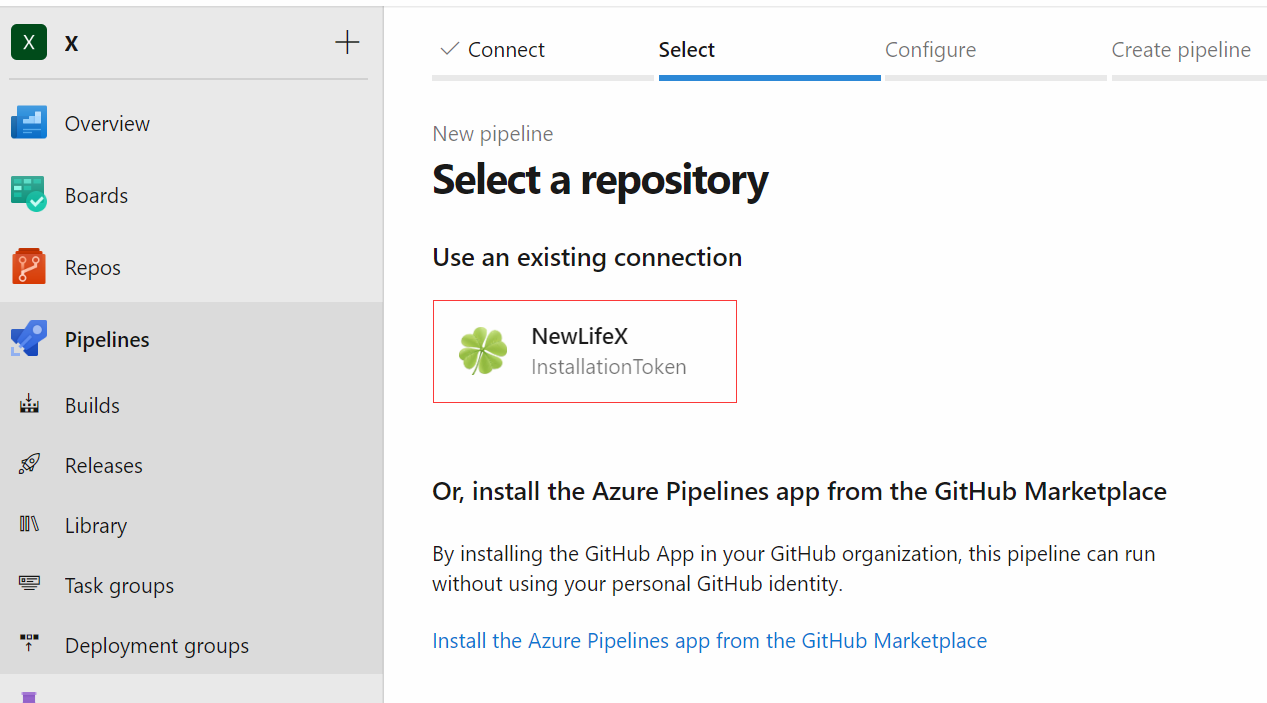 X
X
Connect
Select
Configure
Create pipeline
Overview
Boards
Repos
Pipelines
Builds
Releases
Library
Task groups
Deployment groups
New pipeline
Select a repository
Use an existing connection
NewLifeX
InstallationToken
Or, install the Azure Pipelines app from the GitHub Marketplace
By installing the GitHub App in your GitHub organization, this pipeline can run
without using your personal GitHub identity.
Install the Azure Pipelines app from the GitHub Marketplace